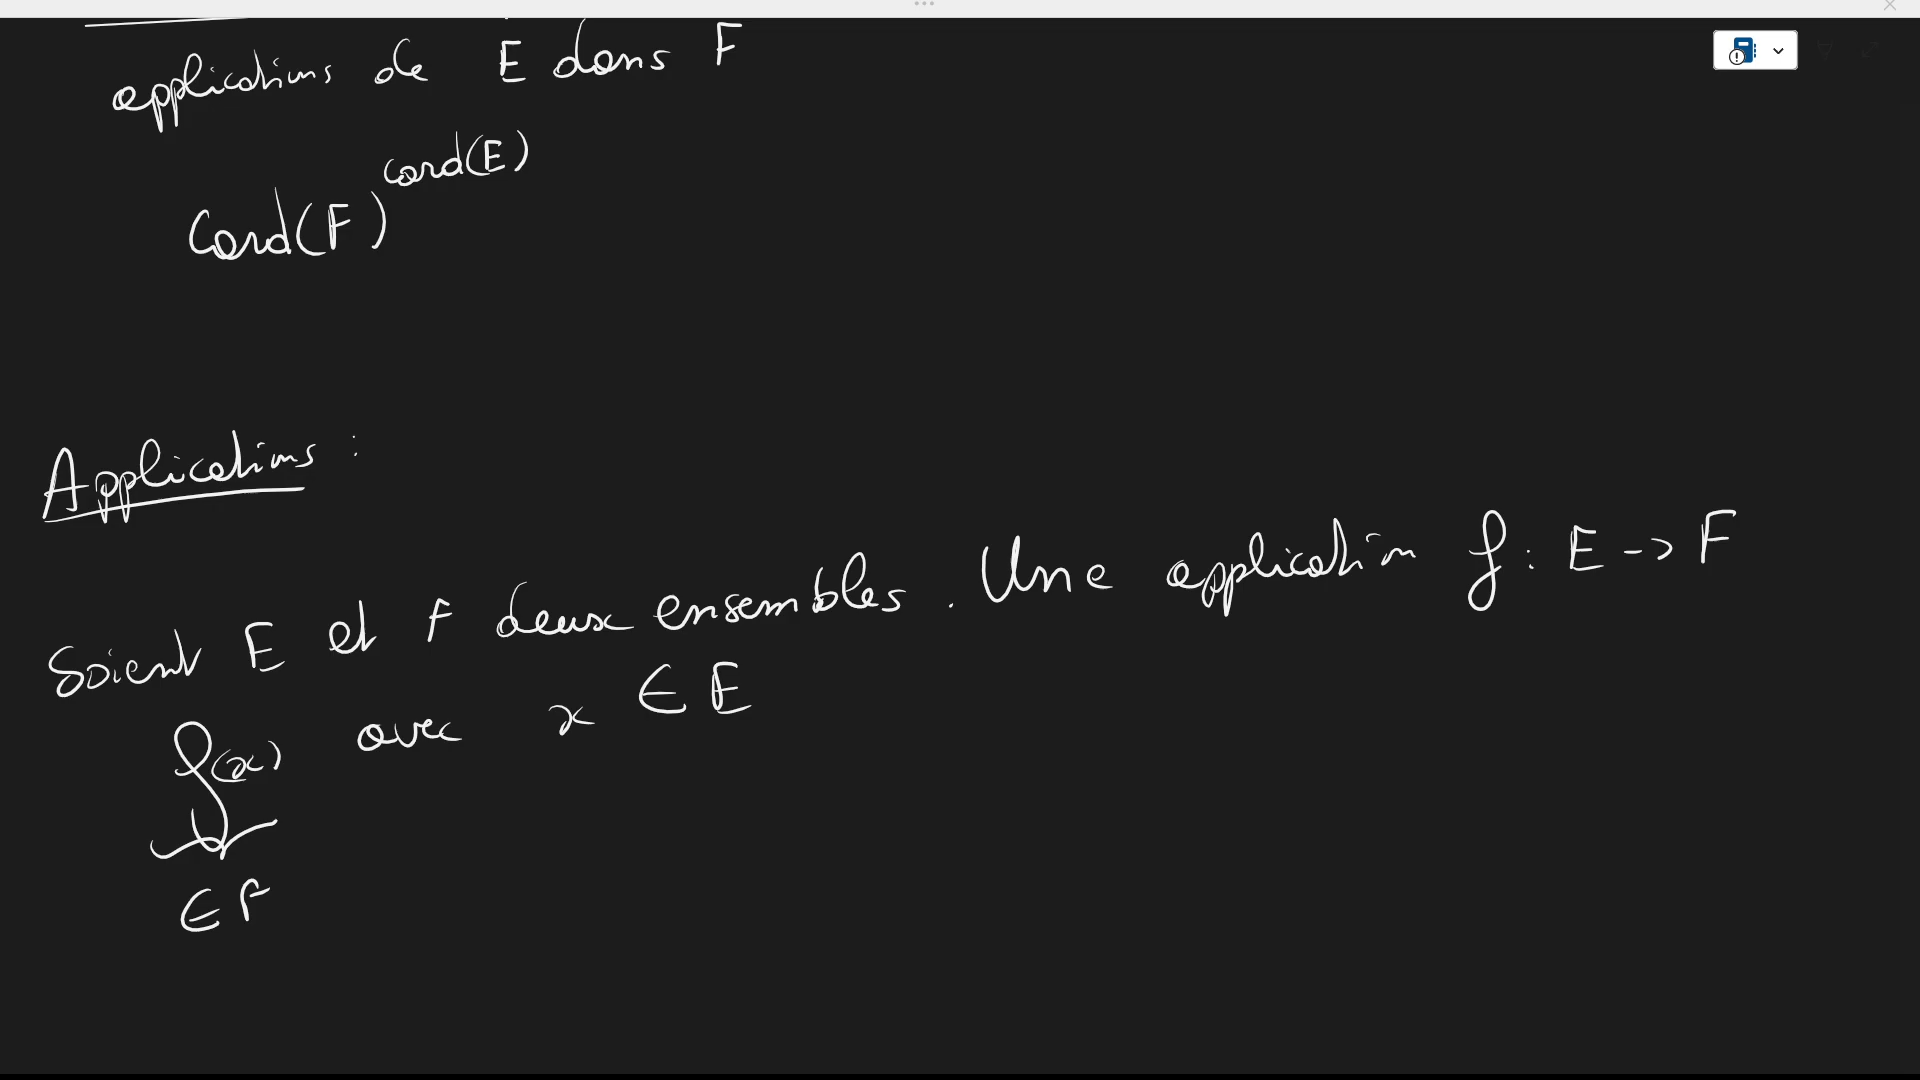 applications de E dans F
Card(F)^card(E)
Applications :
Soient E et F deux ensembles. Une application f : E -> F
f(x) avec x ∈ E
∈ F